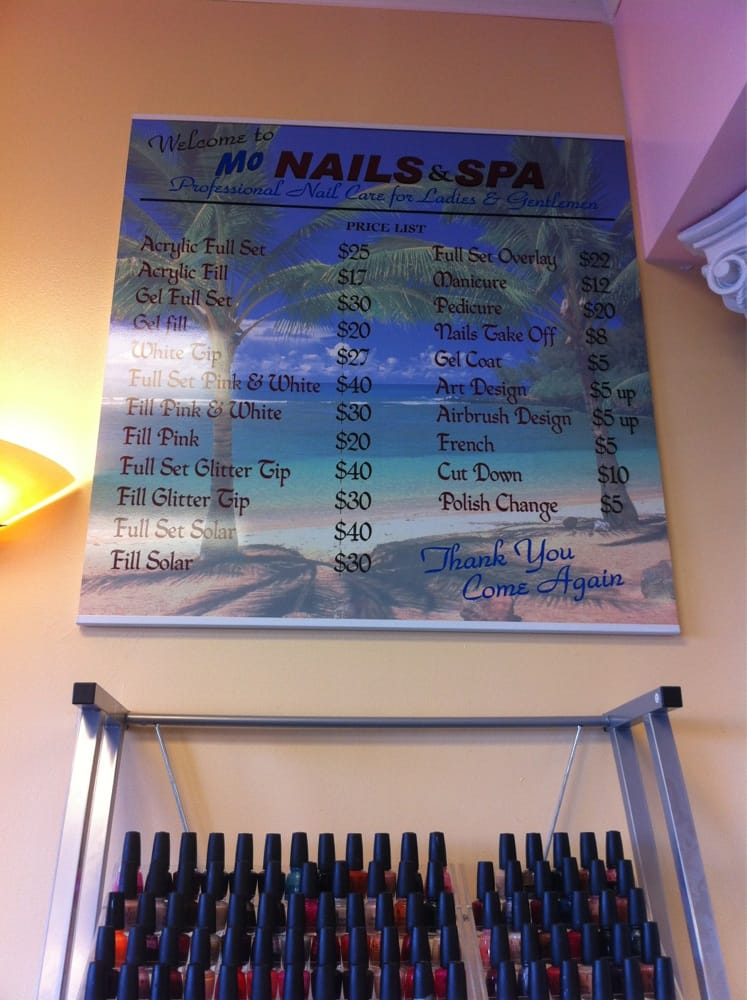 Welcome to
Mo NAILS & SPA
Professional Nail Care for Ladies & Gentlemen
PRICE LIST
Acrylic Full Set $25
Acrylic Fill $17
Gel Full Set $30
Gel fill $20
White Tip $27
Full Set Pink & White $40
Fill Pink & White $30
Fill Pink $20
Full Set Glitter Tip $40
Fill Glitter Tip $30
Full Set Solar $40
Fill Solar $30
Full Set Overlay $22
Manicure $12
Pedicure $20
Nails Take Off $8
Gel Coat $5
Art Design $5 up
Airbrush Design $5 up
French $5
Cut Down $10
Polish Change $5
Thank You
Come Again